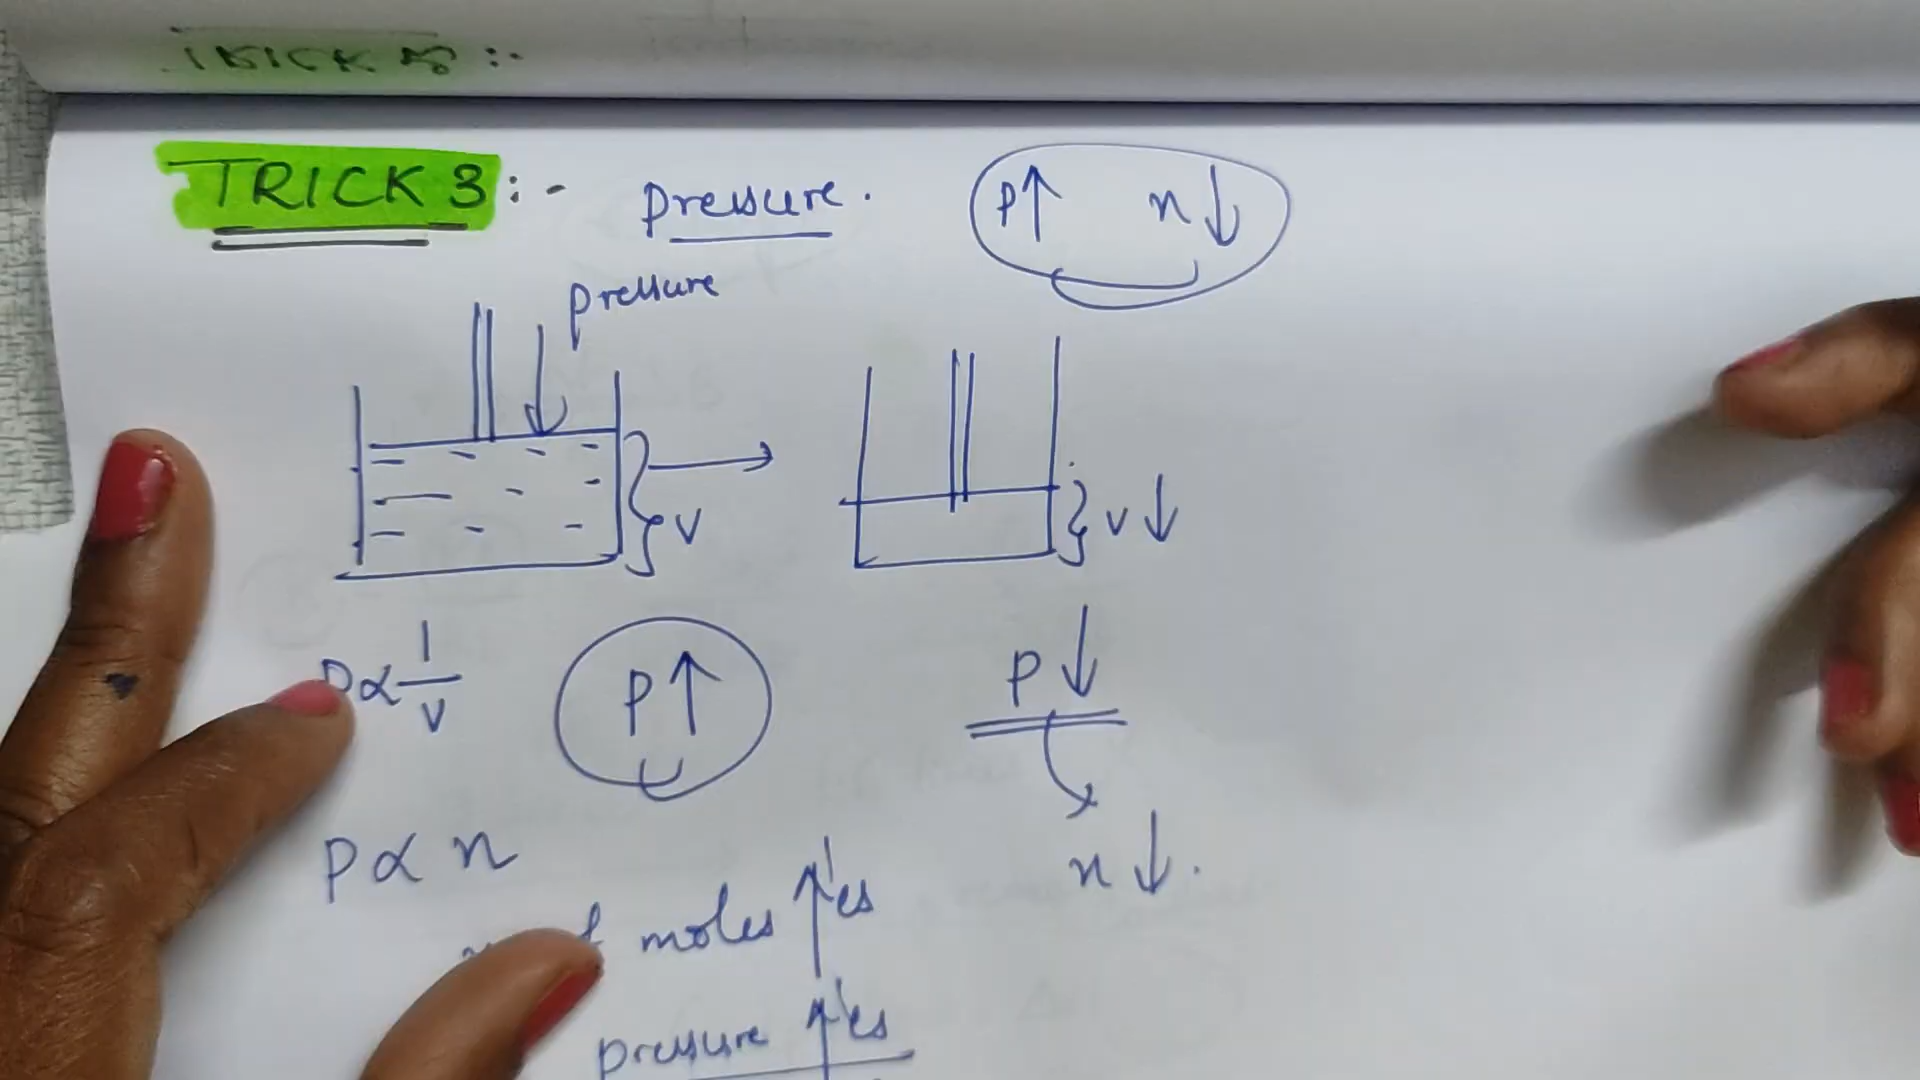 TRICK 3 :- pressure. P↑ n↓
pressure
V
V↓
P∝1/V P↑ P↓
P∝n
n↓.
moles ↑'es
pressure ↑'es